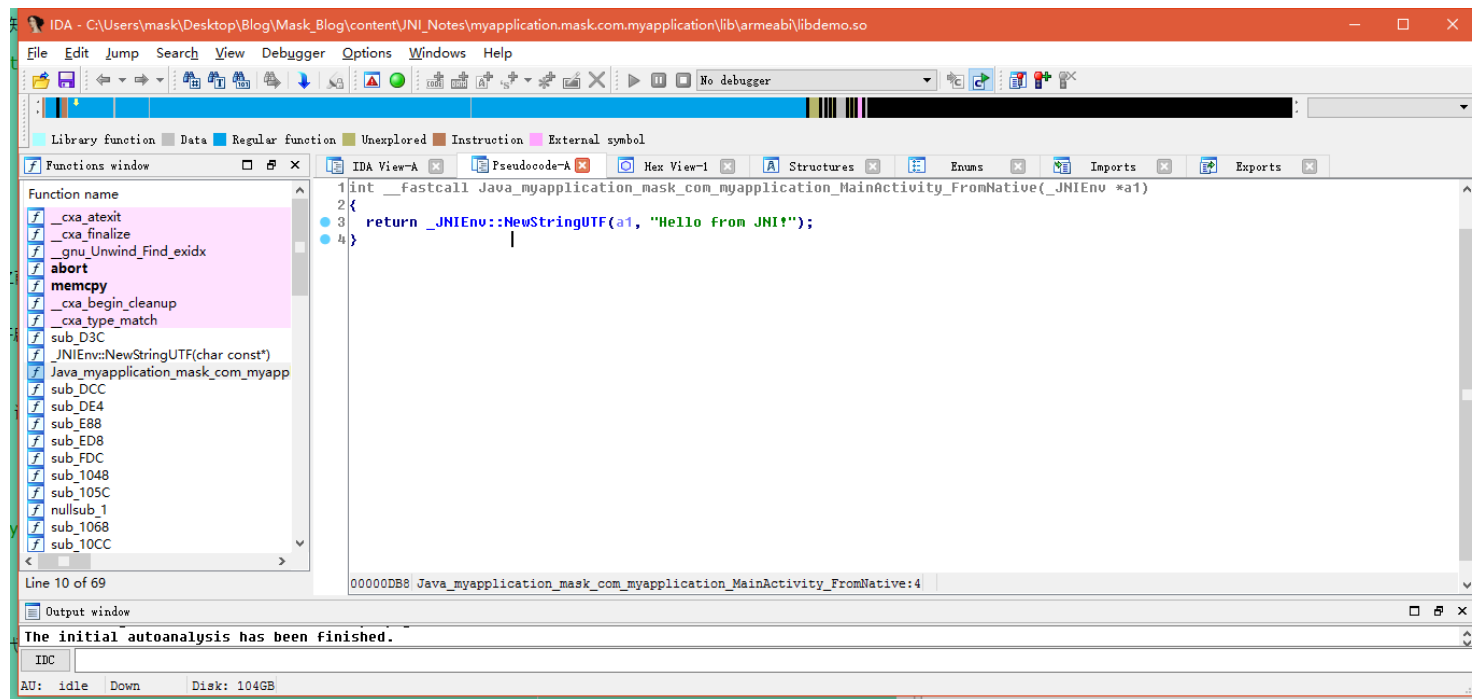 IDA - C:\Users\mask\Desktop\Blog\Mask_Blog\content\JNI_Notes\myapplication.mask.com.myapplication\lib\armeabi\libdemo.so
File Edit Jump Search View Debugger Options Windows Help
No debugger
Library function Data Regular function Unexplored Instruction External symbol
Functions window
IDA View-A Pseudocode-A Hex View-1 Structures Enums Imports Exports
Function name
_cxa_atexit
_cxa_finalize
_gnu_Unwind_Find_exidx
abort
memcpy
_cxa_begin_cleanup
_cxa_type_match
sub_D3C
_JNIEnv::NewStringUTF(char const*)
Java_myapplication_mask_com_myapp
sub_DCC
sub_DE4
sub_E88
sub_ED8
sub_FDC
sub_1048
sub_105C
nullsub_1
sub_1068
sub_10CC
Line 10 of 69
1 int __fastcall Java_myapplication_mask_com_myapplication_MainActivity_FromNative(_JNIEnv *a1)
2 {
3 return _JNIEnv::NewStringUTF(a1, "Hello from JNI!");
4 }
00000DB8 Java_myapplication_mask_com_myapplication_MainActivity_FromNative:4
Output window
The initial autoanalysis has been finished.
IDC
AU: idle Down Disk: 104GB